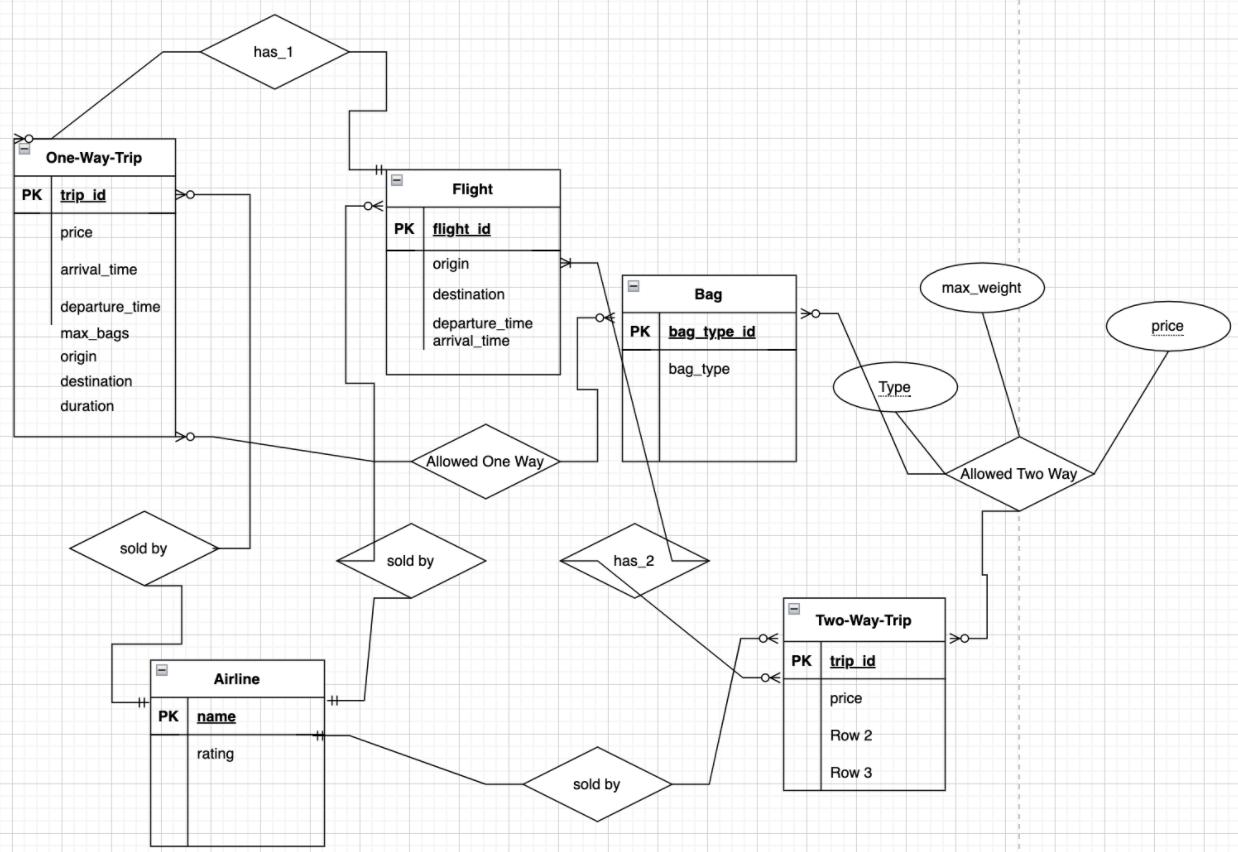 has_1
One-Way-Trip
PK trip_id
price
arrival_time
departure_time
max_bags
origin
destination
duration
Flight
PK flight_id
origin
destination
departure_time
arrival_time
Bag
PK bag_type_id
bag_type
max_weight
price
Type
Allowed One Way
Allowed Two Way
sold by
sold by
has_2
Two-Way-Trip
PK trip_id
price
Row 2
Row 3
Airline
PK name
rating
sold by